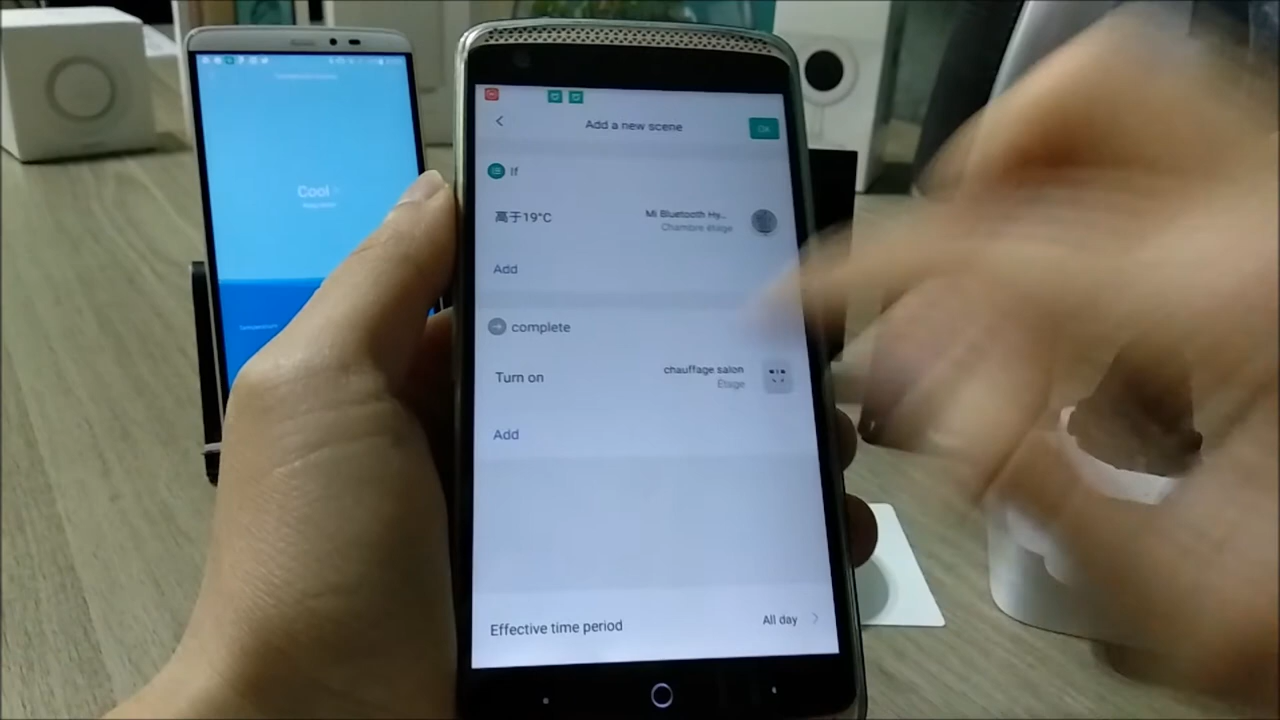 Add a new scene
OK
If
高于19°C
Mi Bluetooth Hy...
Chambre étage
Add
complete
Turn on
chauffage salon
Étage
Add
Effective time period
All day
Cool